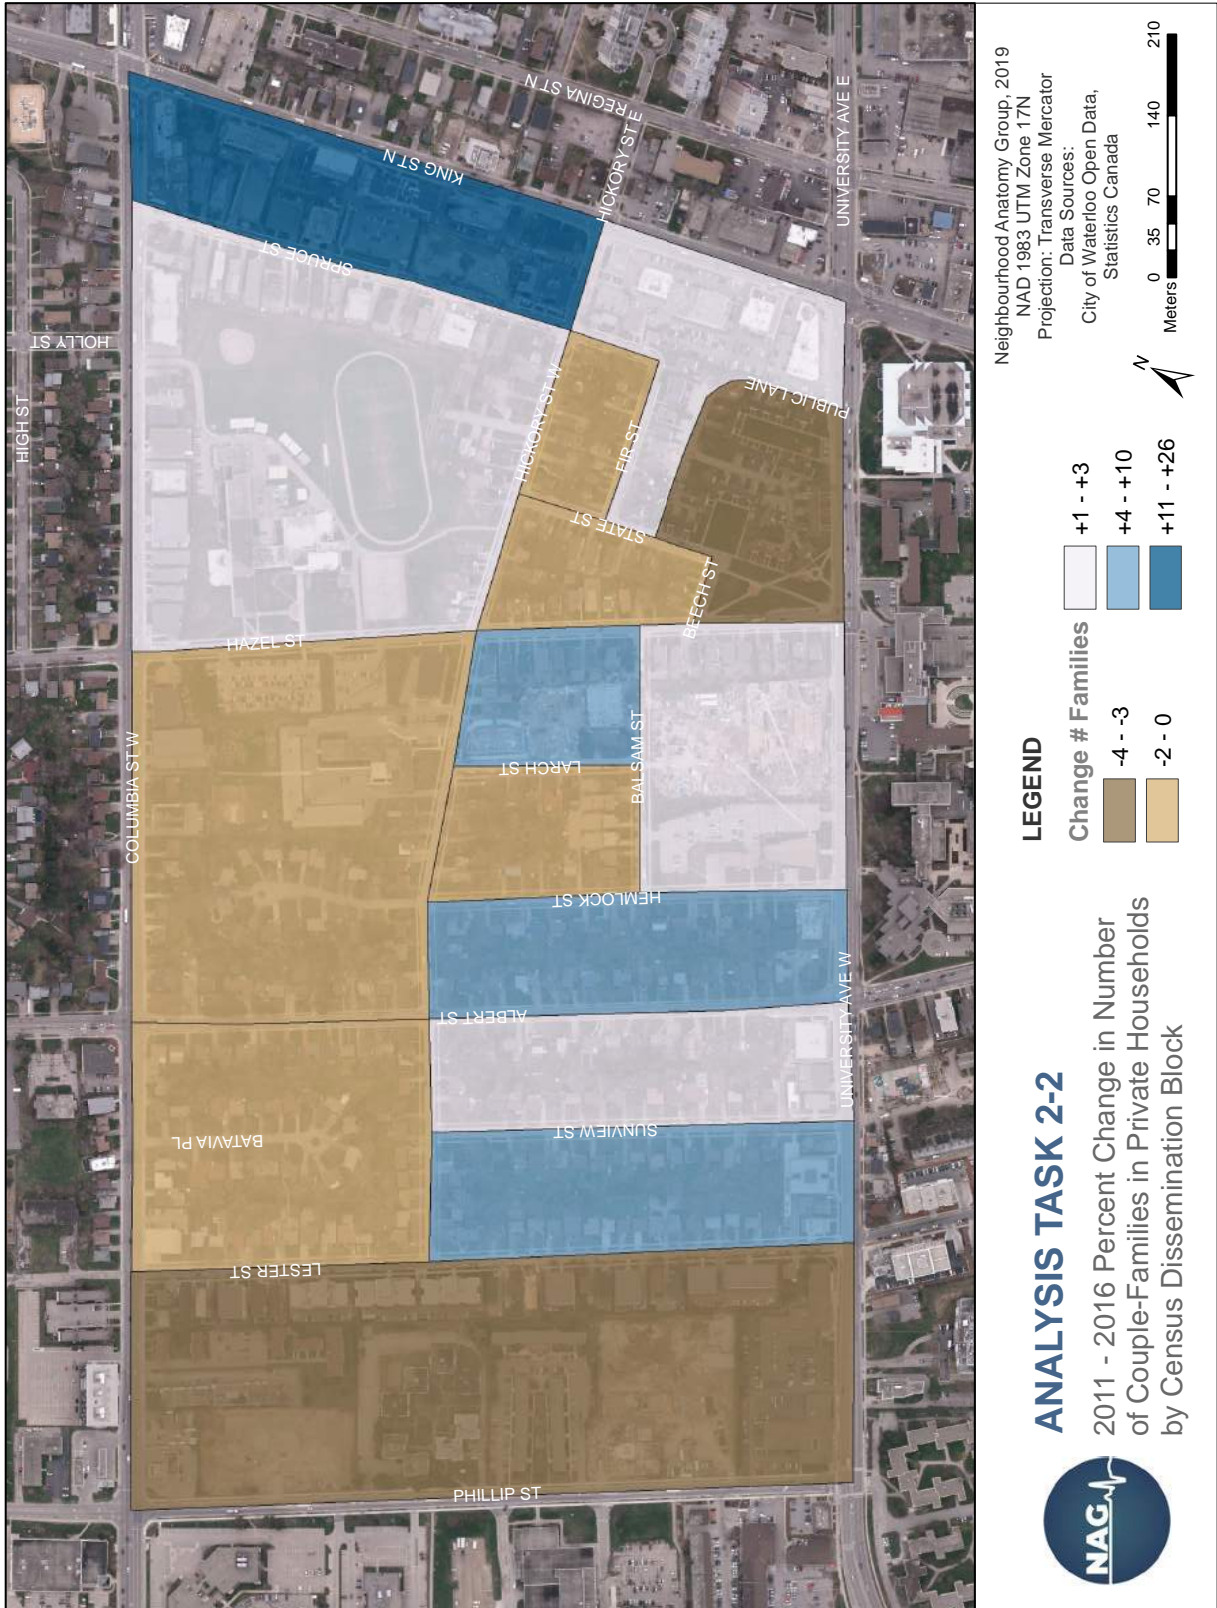 HIGH ST
HOLLY ST
COLUMBIA ST W
REGINA ST N
KING ST N
SPRUCE ST
HICKORY ST E
UNIVERSITY AVE E
HICKORY ST W
FIR ST
PUBLIC LANE
STATE ST
BEECH ST
HAZEL ST
LARCH ST
BALSAM ST
HEMLOCK ST
ALBERT ST
UNIVERSITY AVE W
SUNVIEW ST
BATAVIA PL
LESTER ST
PHILLIP ST
NAG
ANALYSIS TASK 2-2
2011 - 2016 Percent Change in Number
of Couple-Families in Private Households
by Census Dissemination Block
LEGEND
Change # Families
-4 - -3
-2 - 0
+1 - +3
+4 - +10
+11 - +26
Neighbourhood Anatomy Group, 2019
NAD 1983 UTM Zone 17N
Projection: Transverse Mercator
Data Sources:
City of Waterloo Open Data,
Statistics Canada
0 35 70 140 210
Meters
N